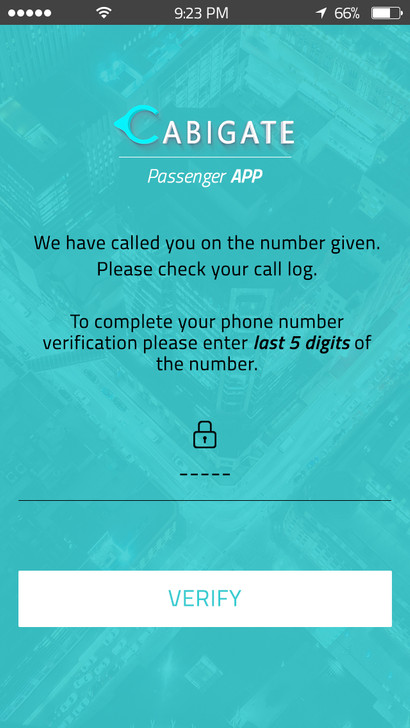 9:23 PM 66%
CABIGATE
Passenger APP
We have called you on the number given.
Please check your call log.
To complete your phone number
verification please enter last 5 digits of
the number.
-----
VERIFY